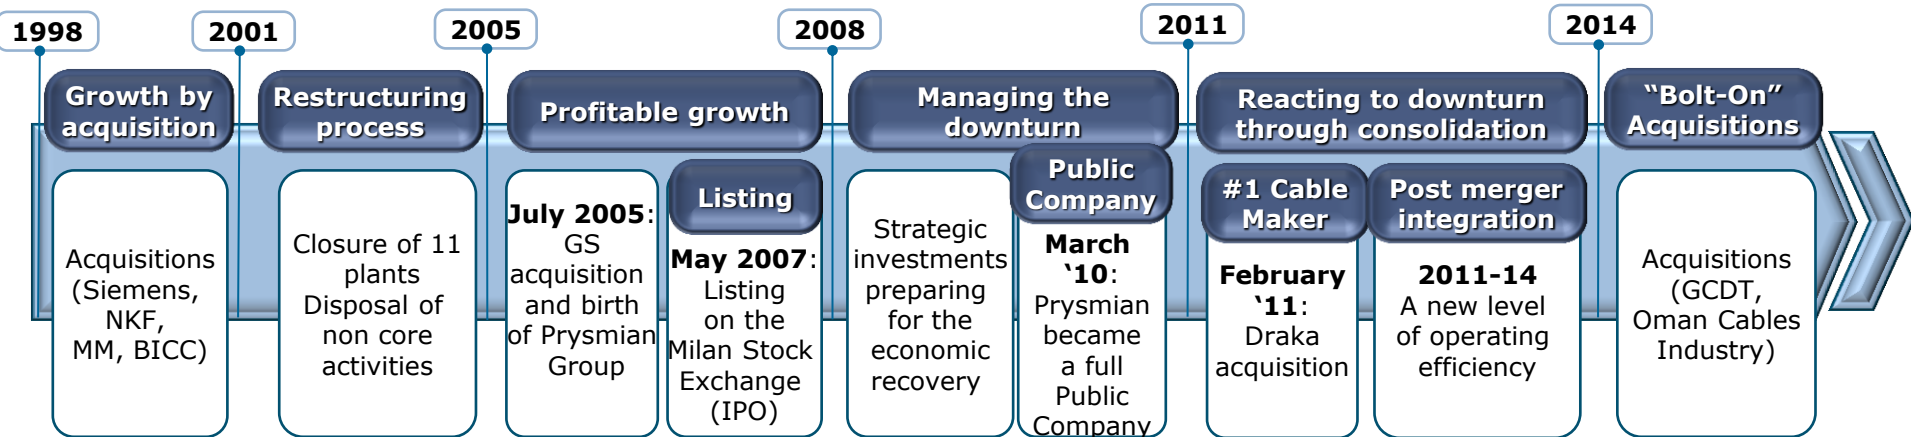 1998
2001
2005
2008
2011
2014
Growth by
acquisition
Acquisitions
(Siemens,
NKF,
MM, BICC)
Restructuring
process
Closure of 11
plants
Disposal of
non core
activities
Profitable growth
July 2005:
GS
acquisition
and birth
of Prysmian
Group
Listing
May 2007:
Listing
on the
Milan Stock
Exchange
(IPO)
Managing the
downturn
Strategic
investments
preparing
for the
economic
recovery
Public
Company
March
‘10:
Prysmian
became
a full
Public
Company
Reacting to downturn
through consolidation
#1 Cable
Maker
February
‘11:
Draka
acquisition
Post merger
integration
2011-14
A new level
of operating
efficiency
“Bolt-On”
Acquisitions
Acquisitions
(GCDT,
Oman Cables
Industry)